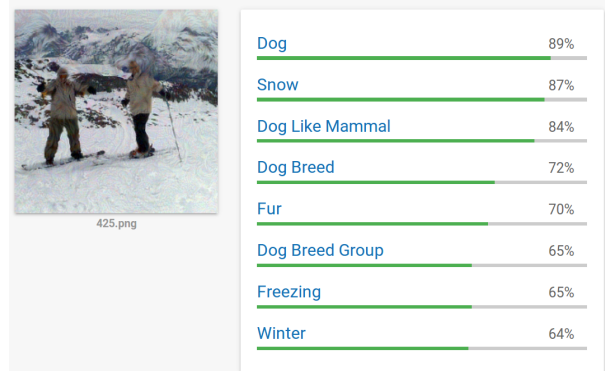 Dog 89%
Snow 87%
425.png
Dog Like Mammal 84%
Dog Breed 72%
Fur 70%
Dog Breed Group 65%
Freezing 65%
Winter 64%